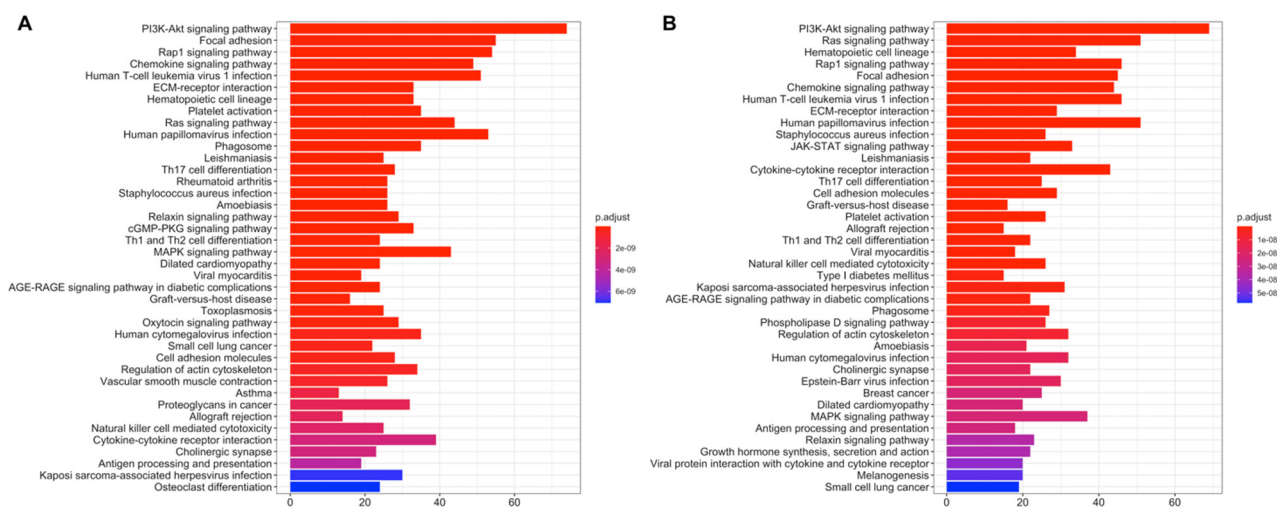 A
PI3K-Akt signaling pathway
Focal adhesion
Rap1 signaling pathway
Chemokine signaling pathway
Human T-cell leukemia virus 1 infection
ECM-receptor interaction
Hematopoietic cell lineage
Platelet activation
Ras signaling pathway
Human papillomavirus infection
Phagosome
Leishmaniasis
Th17 cell differentiation
Rheumatoid arthritis
Staphylococcus aureus infection
Amoebiasis
Relaxin signaling pathway
cGMP-PKG signaling pathway
Th1 and Th2 cell differentiation
MAPK signaling pathway
Dilated cardiomyopathy
Viral myocarditis
AGE-RAGE signaling pathway in diabetic complications
Graft-versus-host disease
Toxoplasmosis
Oxytocin signaling pathway
Human cytomegalovirus infection
Small cell lung cancer
Cell adhesion molecules
Regulation of actin cytoskeleton
Vascular smooth muscle contraction
Asthma
Proteoglycans in cancer
Allograft rejection
Natural killer cell mediated cytotoxicity
Cytokine-cytokine receptor interaction
Cholinergic synapse
Antigen processing and presentation
Kaposi sarcoma-associated herpesvirus infection
Osteoclast differentiation
0 20 40 60
p.adjust
2e-09
4e-09
6e-09
B
PI3K-Akt signaling pathway
Ras signaling pathway
Hematopoietic cell lineage
Rap1 signaling pathway
Focal adhesion
Chemokine signaling pathway
Human T-cell leukemia virus 1 infection
ECM-receptor interaction
Human papillomavirus infection
Staphylococcus aureus infection
JAK-STAT signaling pathway
Leishmaniasis
Cytokine-cytokine receptor interaction
Th17 cell differentiation
Cell adhesion molecules
Graft-versus-host disease
Platelet activation
Allograft rejection
Th1 and Th2 cell differentiation
Viral myocarditis
Natural killer cell mediated cytotoxicity
Type I diabetes mellitus
Kaposi sarcoma-associated herpesvirus infection
AGE-RAGE signaling pathway in diabetic complications
Phagosome
Phospholipase D signaling pathway
Regulation of actin cytoskeleton
Amoebiasis
Human cytomegalovirus infection
Cholinergic synapse
Epstein-Barr virus infection
Breast cancer
Dilated cardiomyopathy
MAPK signaling pathway
Antigen processing and presentation
Relaxin signaling pathway
Growth hormone synthesis, secretion and action
Viral protein interaction with cytokine and cytokine receptor
Melanogenesis
Small cell lung cancer
0 20 40 60
p.adjust
1e-08
2e-08
3e-08
4e-08
5e-08